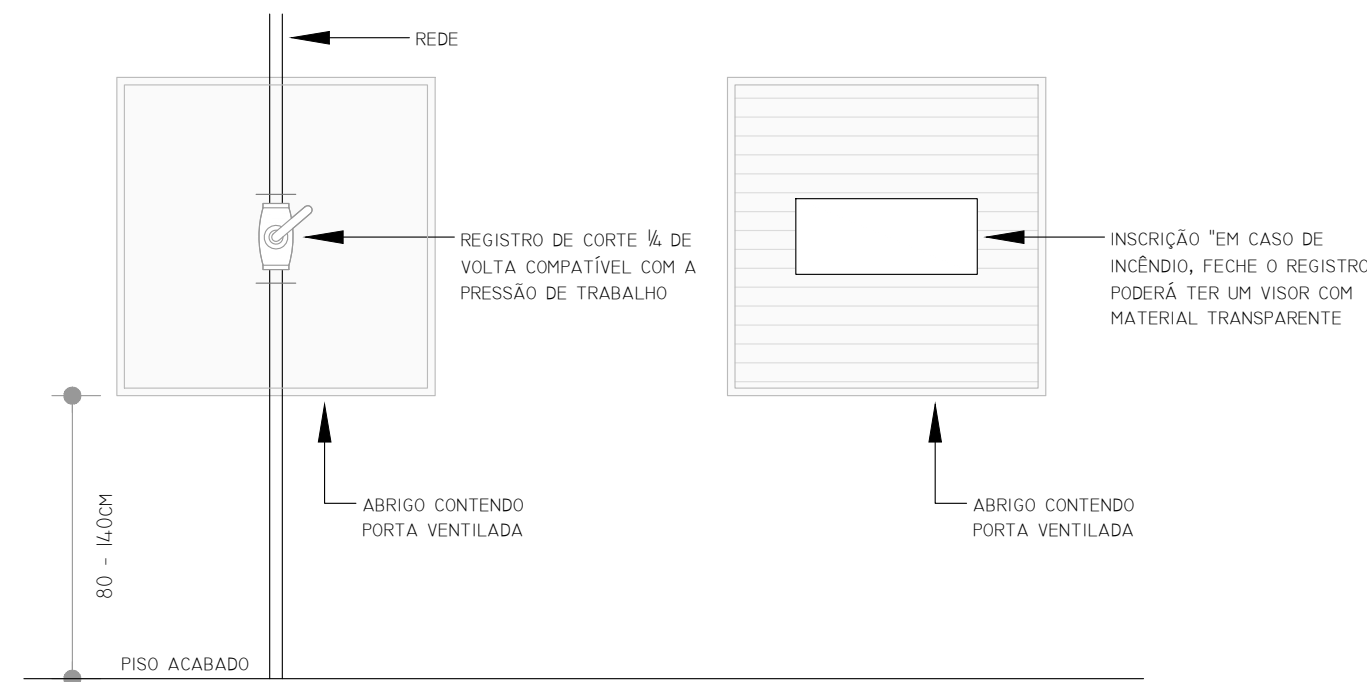 REDE
REGISTRO DE CORTE ¼ DE
VOLTA COMPATÍVEL COM A
PRESSÃO DE TRABALHO
INSCRIÇÃO "EM CASO DE
INCÊNDIO, FECHE O REGISTRO
PODERÁ TER UM VISOR COM
MATERIAL TRANSPARENTE
ABRIGO CONTENDO
PORTA VENTILADA
ABRIGO CONTENDO
PORTA VENTILADA
80 - 140CM
PISO ACABADO